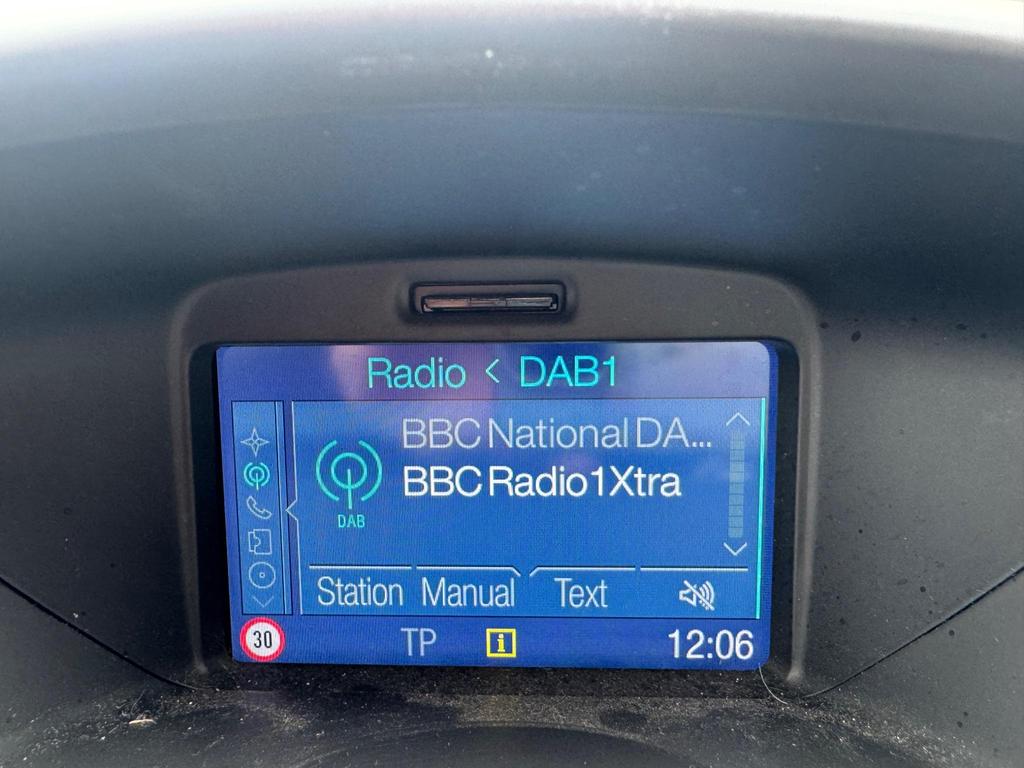 Radio < DAB1
BBC National DA...
BBC Radio1Xtra
DAB
Station Manual Text
30 TP i 12:06